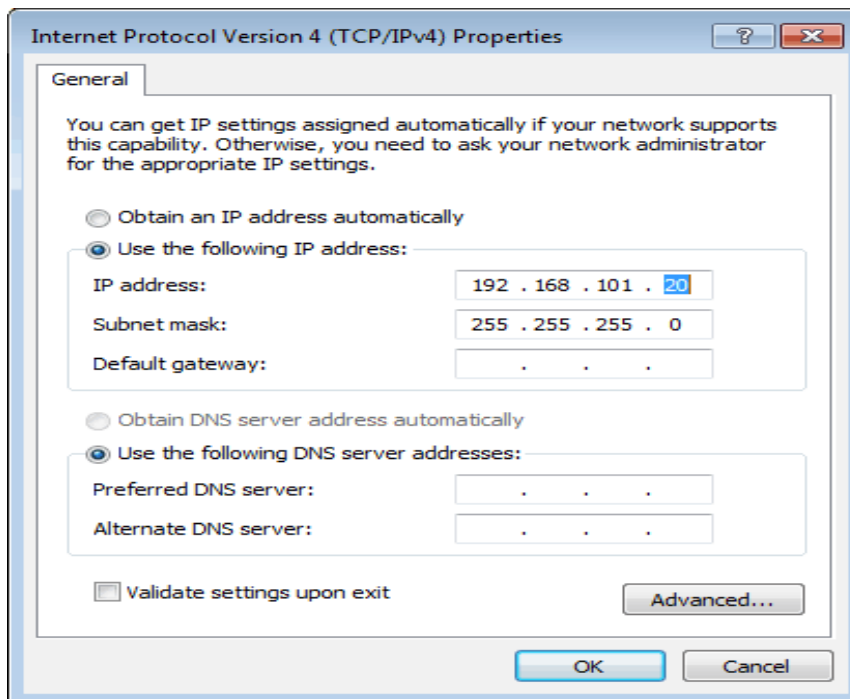 Internet Protocol Version 4 (TCP/IPv4) Properties
?
General
You can get IP settings assigned automatically if your network supports
this capability. Otherwise, you need to ask your network administrator
for the appropriate IP settings.
Obtain an IP address automatically
Use the following IP address:
IP address: 192 . 168 . 101 . 20
Subnet mask: 255 . 255 . 255 . 0
Default gateway: . . .
Obtain DNS server address automatically
Use the following DNS server addresses:
Preferred DNS server: . . .
Alternate DNS server: . . .
Validate settings upon exit
Advanced...
OK Cancel